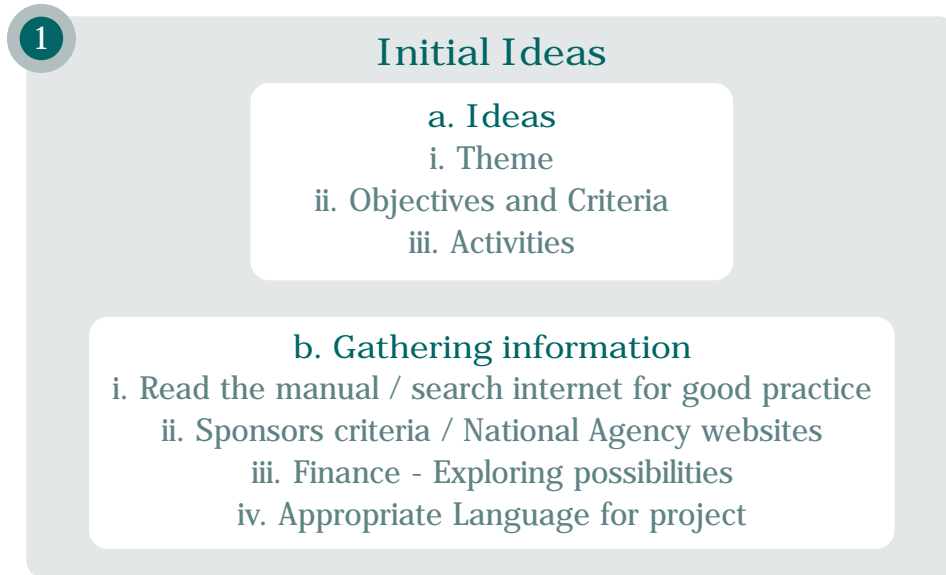 1
Initial Ideas
a. Ideas
i. Theme
ii. Objectives and Criteria
iii. Activities
b. Gathering information
i. Read the manual / search internet for good practice
ii. Sponsors criteria / National Agency websites
iii. Finance - Exploring possibilities
iv. Appropriate Language for project